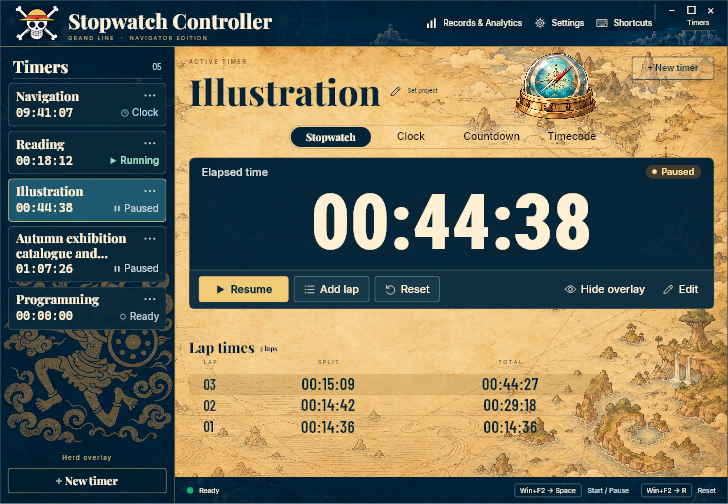 Stopwatch Controller
GRAND LINE · NAVIGATOR EDITION
Records & Analytics
Settings
Shortcuts
Timers
Timers
05
Navigation
09:41:07
Clock
Reading
00:18:12
Running
Illustration
00:44:38
Paused
Autumn exhibition
catalogue and...
01:07:26
Paused
Programming
00:00:00
Ready
Herd overlay
+ New timer
ACTIVE TIMER
Illustration
Set project
+ New timer
Stopwatch
Clock
Countdown
Timecode
Elapsed time
Paused
00:44:38
Resume
Add lap
Reset
Hide overlay
Edit
Lap times
3 laps
LAP SPLIT TOTAL
03 00:15:09 00:44:27
02 00:14:42 00:29:18
01 00:14:36 00:14:36
Ready
Win+F2 → Space
Start / Pause
Win+F2 → R
Reset